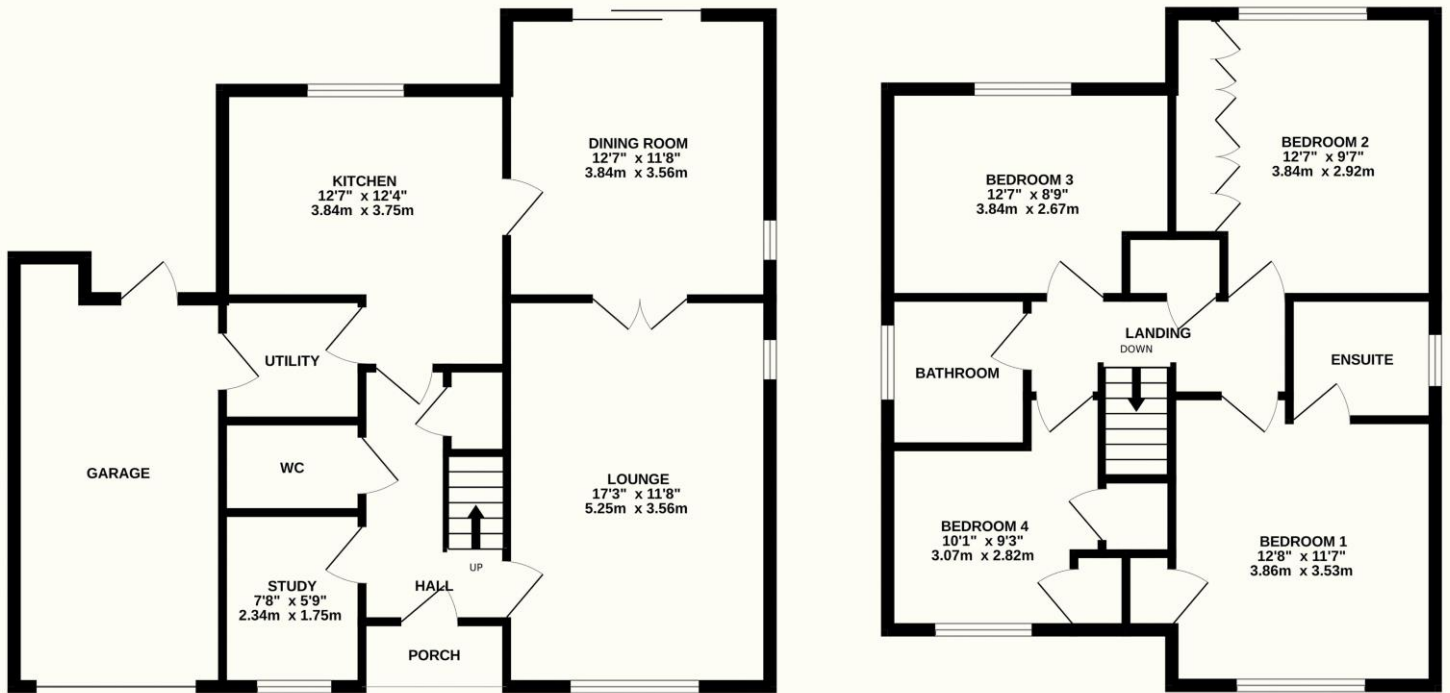 DINING ROOM
12'7" x 11'8"
3.84m x 3.56m
KITCHEN
12'7" x 12'4"
3.84m x 3.75m
UTILITY
GARAGE
WC
LOUNGE
17'3" x 11'8"
5.25m x 3.56m
UP
HALL
STUDY
7'8" x 5'9"
2.34m x 1.75m
PORCH
BEDROOM 2
12'7" x 9'7"
3.84m x 2.92m
BEDROOM 3
12'7" x 8'9"
3.84m x 2.67m
LANDING
DOWN
ENSUITE
BATHROOM
BEDROOM 4
10'1" x 9'3"
3.07m x 2.82m
BEDROOM 1
12'8" x 11'7"
3.86m x 3.53m